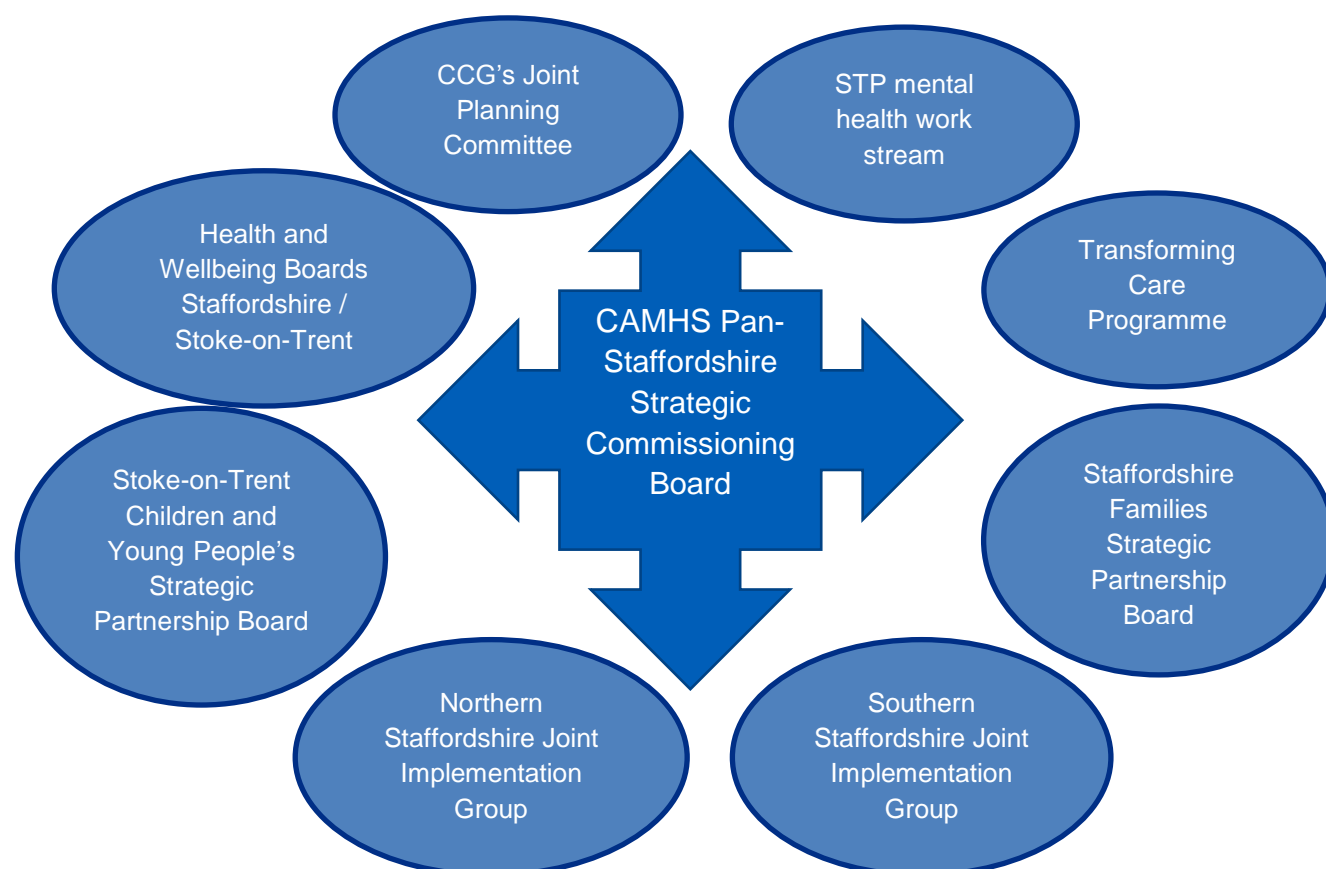 CCG’s Joint
Planning
Committee
STP mental
health work
stream
Health and
Wellbeing Boards
Staffordshire /
Stoke-on-Trent
Transforming
Care
Programme
CAMHS Pan-
Staffordshire
Strategic
Commissioning
Board
Stoke-on-Trent
Children and
Young People’s
Strategic
Partnership Board
Staffordshire
Families
Strategic
Partnership
Board
Northern
Staffordshire Joint
Implementation
Group
Southern
Staffordshire Joint
Implementation
Group